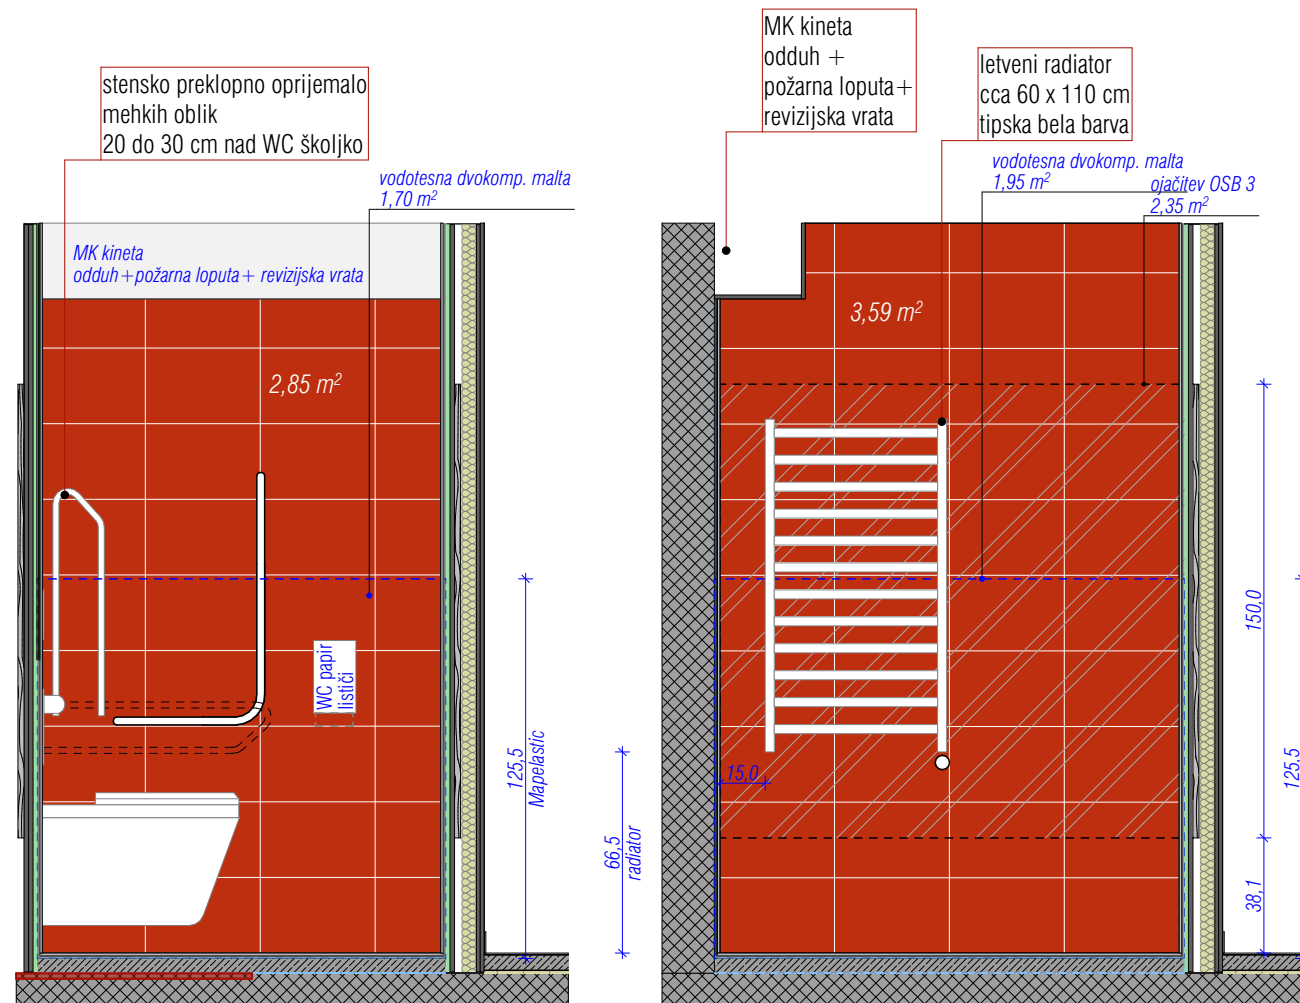 stensko preklopno oprijemalo
mehkih oblik
20 do 30 cm nad WC školjko
vodotesna dvokomp. malta
1,70 m²
MK kineta
odduh+požarna loputa+ revizijska vrata
2,85 m²
WC papir
lističi
125,5
Mapelastic
66,5
radiator
MK kineta
odduh +
požarna loputa+
revizijska vrata
letveni radiator
cca 60 x 110 cm
tipska bela barva
vodotesna dvokomp. malta
1,95 m²
ojačitev OSB 3
2,35 m²
3,59 m²
15,0
150,0
38,1
125,5